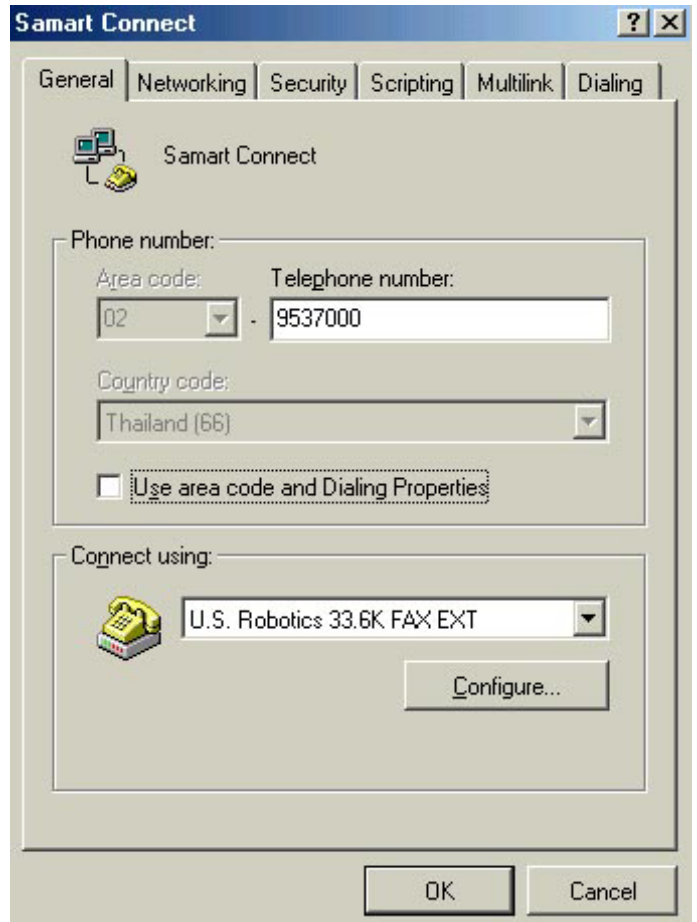 Samart Connect
General Networking Security Scripting Multilink Dialing
Samart Connect
Phone number:
Area code: Telephone number:
02 - 9537000
Country code:
Thailand (66)
Use area code and Dialing Properties
Connect using:
U.S. Robotics 33.6K FAX EXT
Configure...
OK Cancel